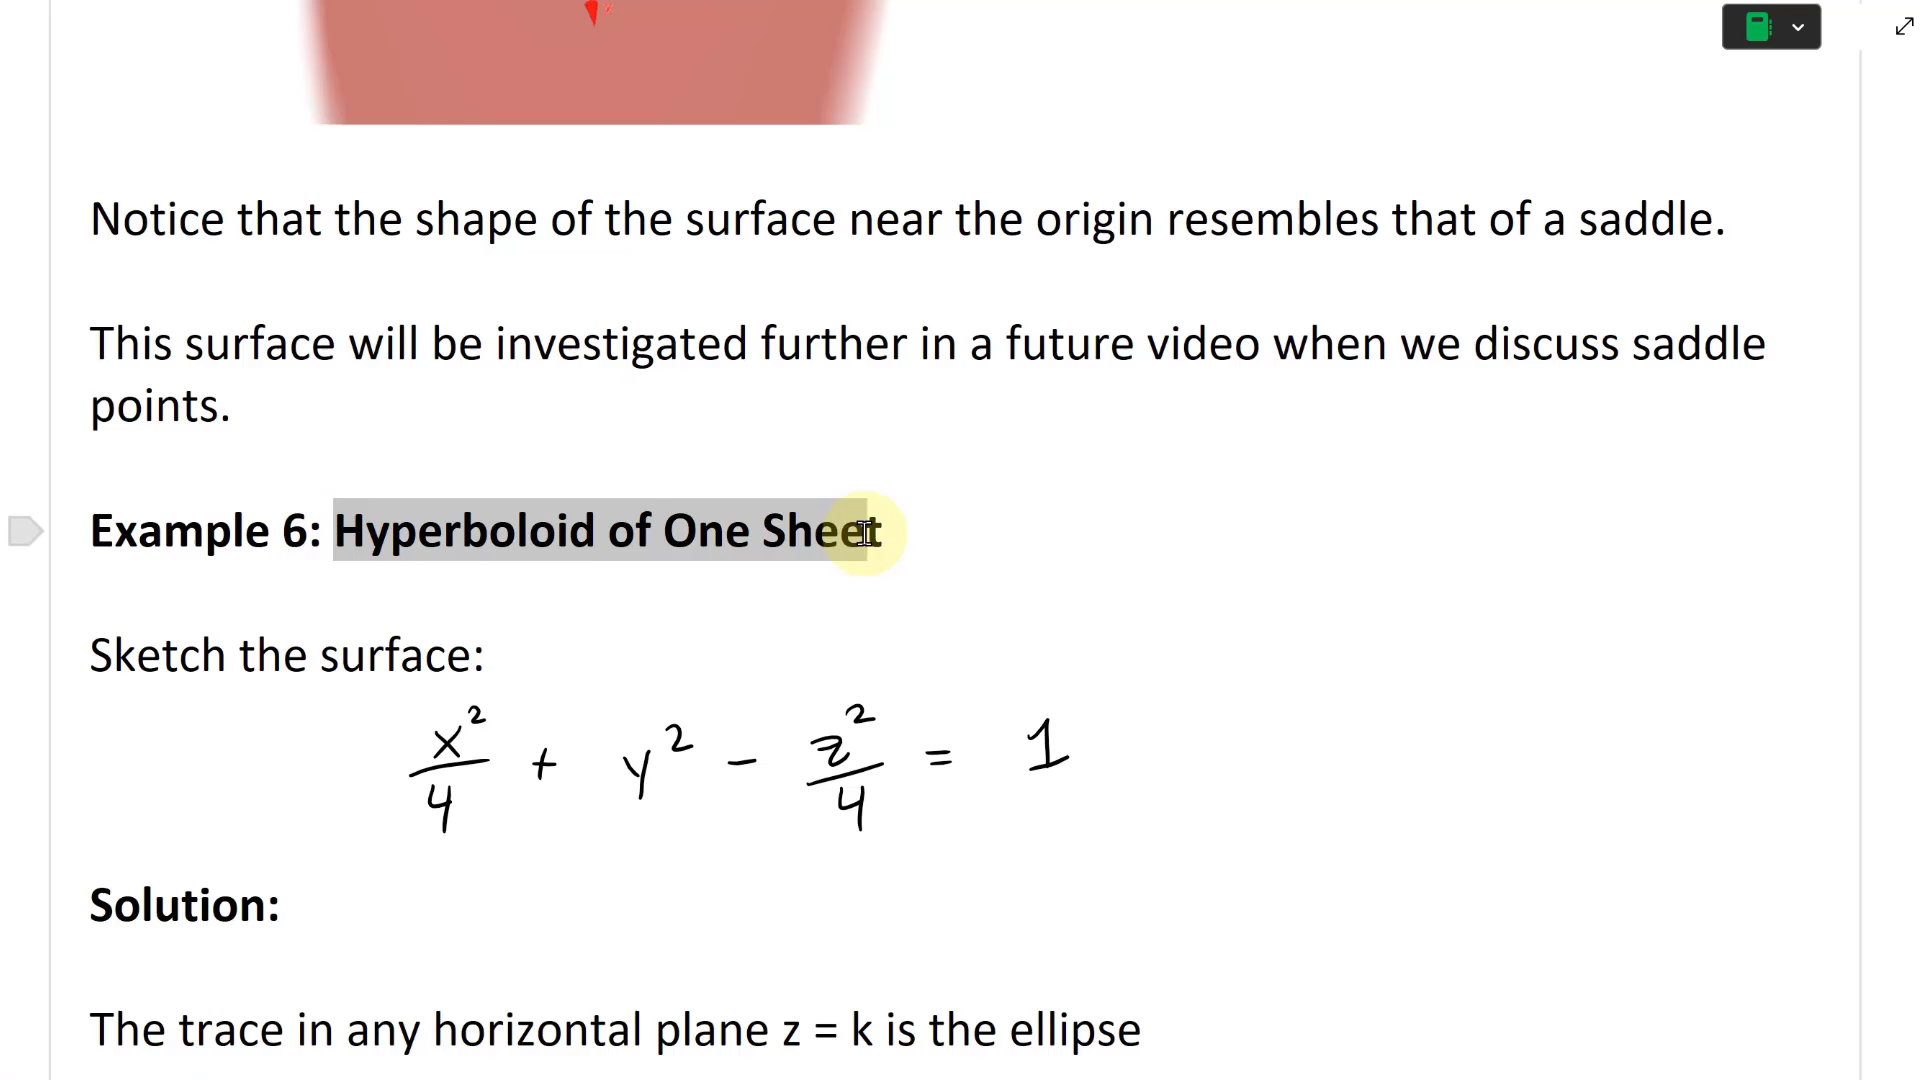 Notice that the shape of the surface near the origin resembles that of a saddle.
This surface will be investigated further in a future video when we discuss saddle
points.
Example 6: Hyperboloid of One Sheet
Sketch the surface:
x²/4 + y² - z²/4 = 1
Solution:
The trace in any horizontal plane z = k is the ellipse